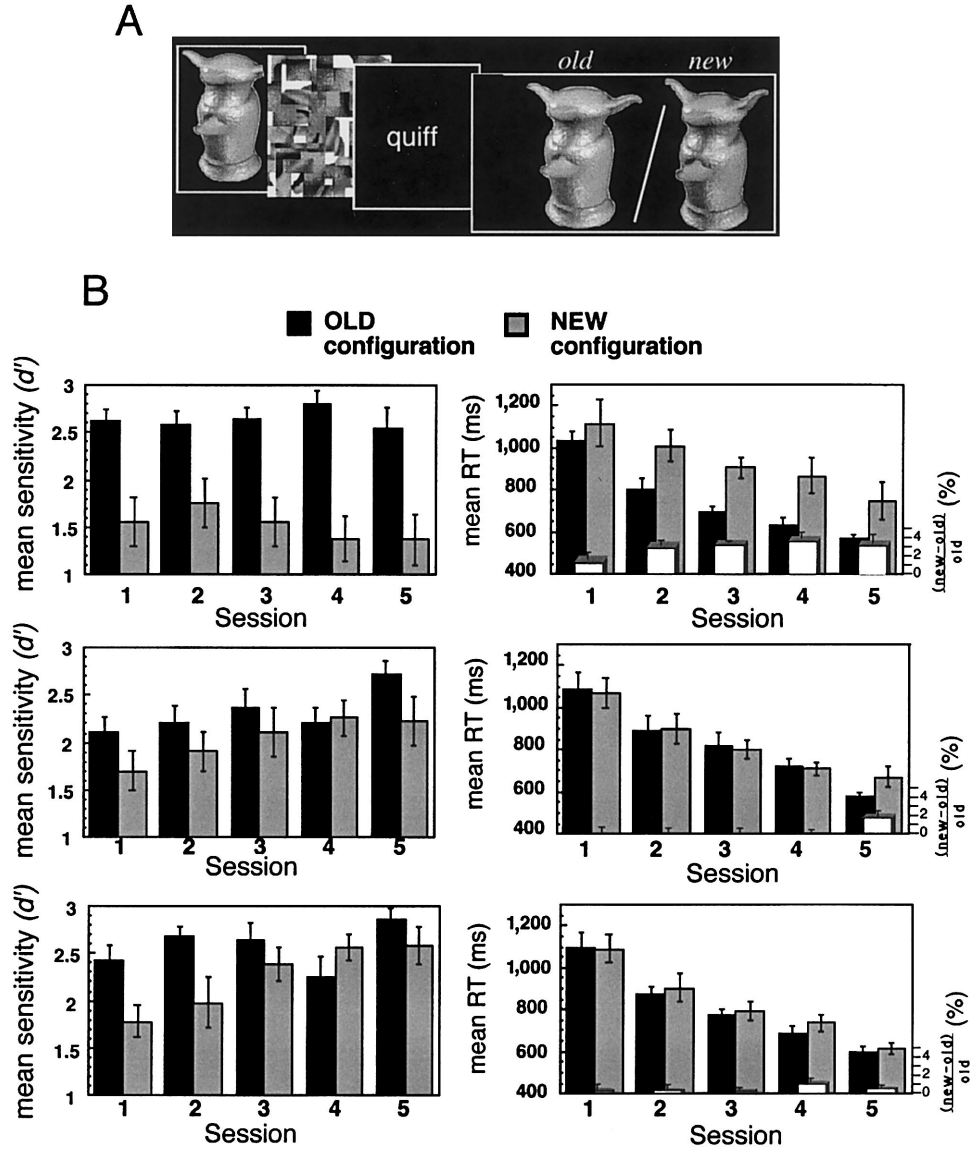 A
old new
quiff
B
OLD configuration
NEW configuration
mean sensitivity (d')
3
2.5
2
1.5
1
1 2 3 4 5
Session
mean RT (ms)
1,200
1,000
800
600
400
1 2 3 4 5
Session
4
2
0
(new-old)
old
(%)
mean sensitivity (d')
3
2.5
2
1.5
1
1 2 3 4 5
Session
mean RT (ms)
1,200
1,000
800
600
400
1 2 3 4 5
Session
4
2
0
(new-old)
old
(%)
mean sensitivity (d')
3
2.5
2
1.5
1
1 2 3 4 5
Session
mean RT (ms)
1,200
1,000
800
600
400
1 2 3 4 5
Session
4
2
0
(new-old)
old
(%)